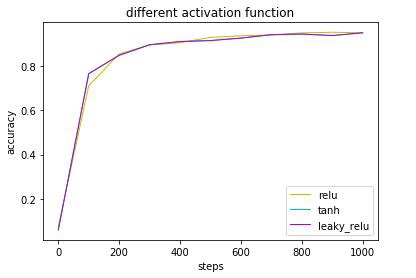 different activation function
accuracy
0.8
0.6
0.4
0.2
0 200 400 600 800 1000
steps
relu
tanh
leaky_relu